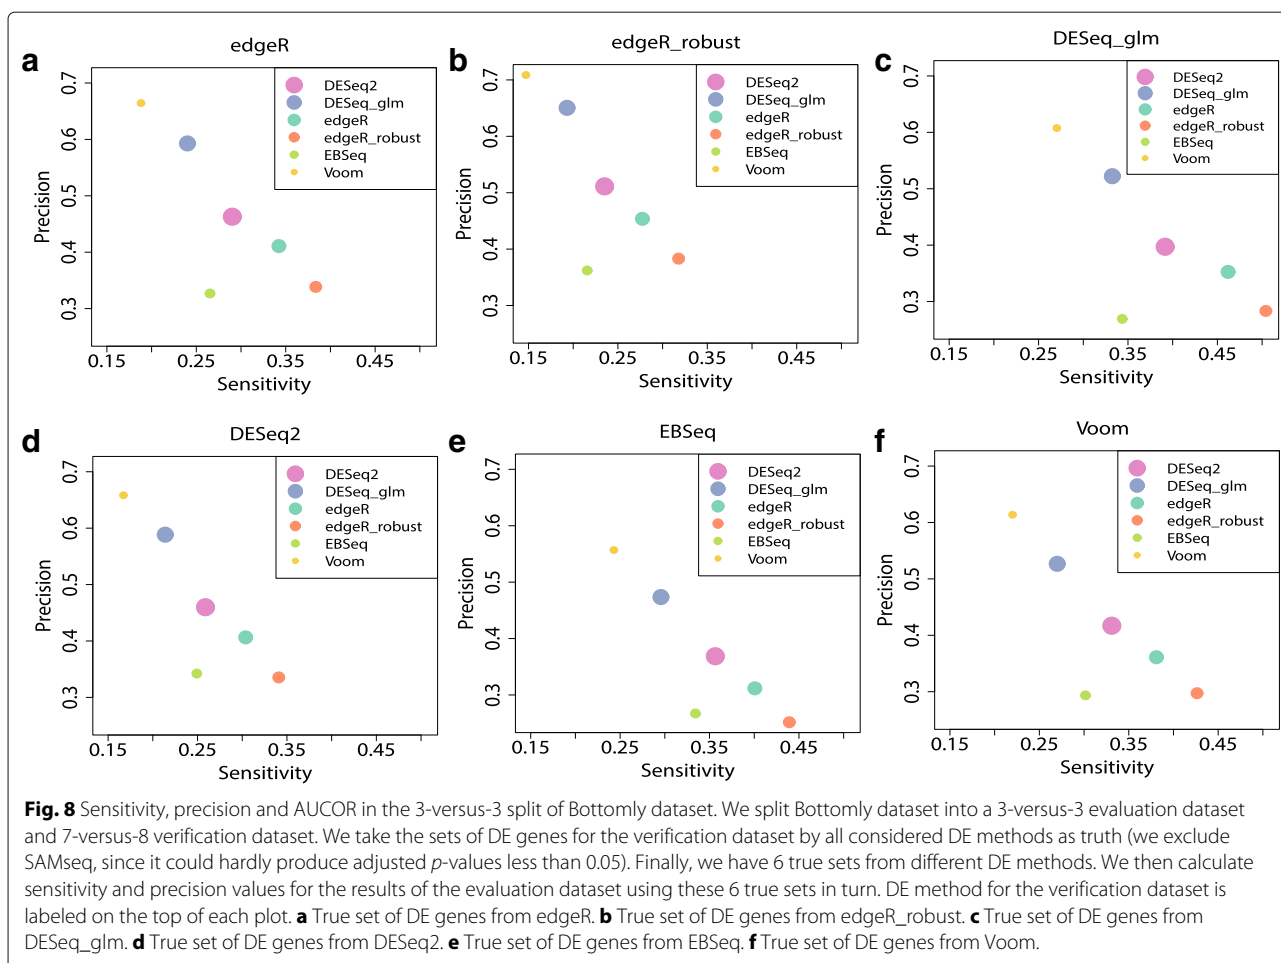 a
edgeR
DESeq2
DESeq_glm
edgeR
edgeR_robust
EBSeq
Voom
Precision
0.7
0.6
0.5
0.4
0.3
0.15 0.25 0.35 0.45
Sensitivity
b
edgeR_robust
DESeq2
DESeq_glm
edgeR
edgeR_robust
EBSeq
Voom
Precision
0.7
0.6
0.5
0.4
0.3
0.15 0.25 0.35 0.45
Sensitivity
c
DESeq_glm
DESeq2
DESeq_glm
edgeR
edgeR_robust
EBSeq
Voom
Precision
0.7
0.6
0.5
0.4
0.3
0.15 0.25 0.35 0.45
Sensitivity
d
DESeq2
DESeq2
DESeq_glm
edgeR
edgeR_robust
EBSeq
Voom
Precision
0.7
0.6
0.5
0.4
0.3
0.15 0.25 0.35 0.45
Sensitivity
e
EBSeq
DESeq2
DESeq_glm
edgeR
edgeR_robust
EBSeq
Voom
Precision
0.7
0.6
0.5
0.4
0.3
0.15 0.25 0.35 0.45
Sensitivity
f
Voom
DESeq2
DESeq_glm
edgeR
edgeR_robust
EBSeq
Voom
Precision
0.7
0.6
0.5
0.4
0.3
0.15 0.25 0.35 0.45
Sensitivity
Fig. 8 Sensitivity, precision and AUCOR in the 3-versus-3 split of Bottomly dataset. We split Bottomly dataset into a 3-versus-3 evaluation dataset
and 7-versus-8 verification dataset. We take the sets of DE genes for the verification dataset by all considered DE methods as truth (we exclude
SAMseq, since it could hardly produce adjusted p-values less than 0.05). Finally, we have 6 true sets from different DE methods. We then calculate
sensitivity and precision values for the results of the evaluation dataset using these 6 true sets in turn. DE method for the verification dataset is
labeled on the top of each plot. a True set of DE genes from edgeR. b True set of DE genes from edgeR_robust. c True set of DE genes from
DESeq_glm. d True set of DE genes from DESeq2. e True set of DE genes from EBSeq. f True set of DE genes from Voom.